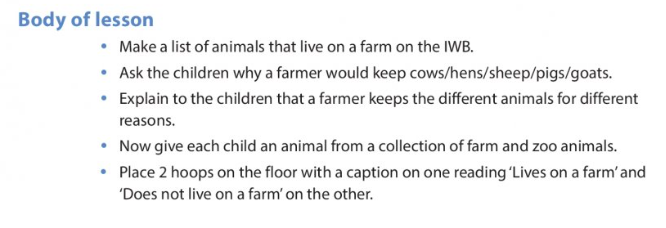 Body of lesson
• Make a list of animals that live on a farm on the IWB.
• Ask the children why a farmer would keep cows/hens/sheep/pigs/goats.
• Explain to the children that a farmer keeps the different animals for different
reasons.
• Now give each child an animal from a collection of farm and zoo animals.
• Place 2 hoops on the floor with a caption on one reading ‘Lives on a farm’ and
‘Does not live on a farm’ on the other.